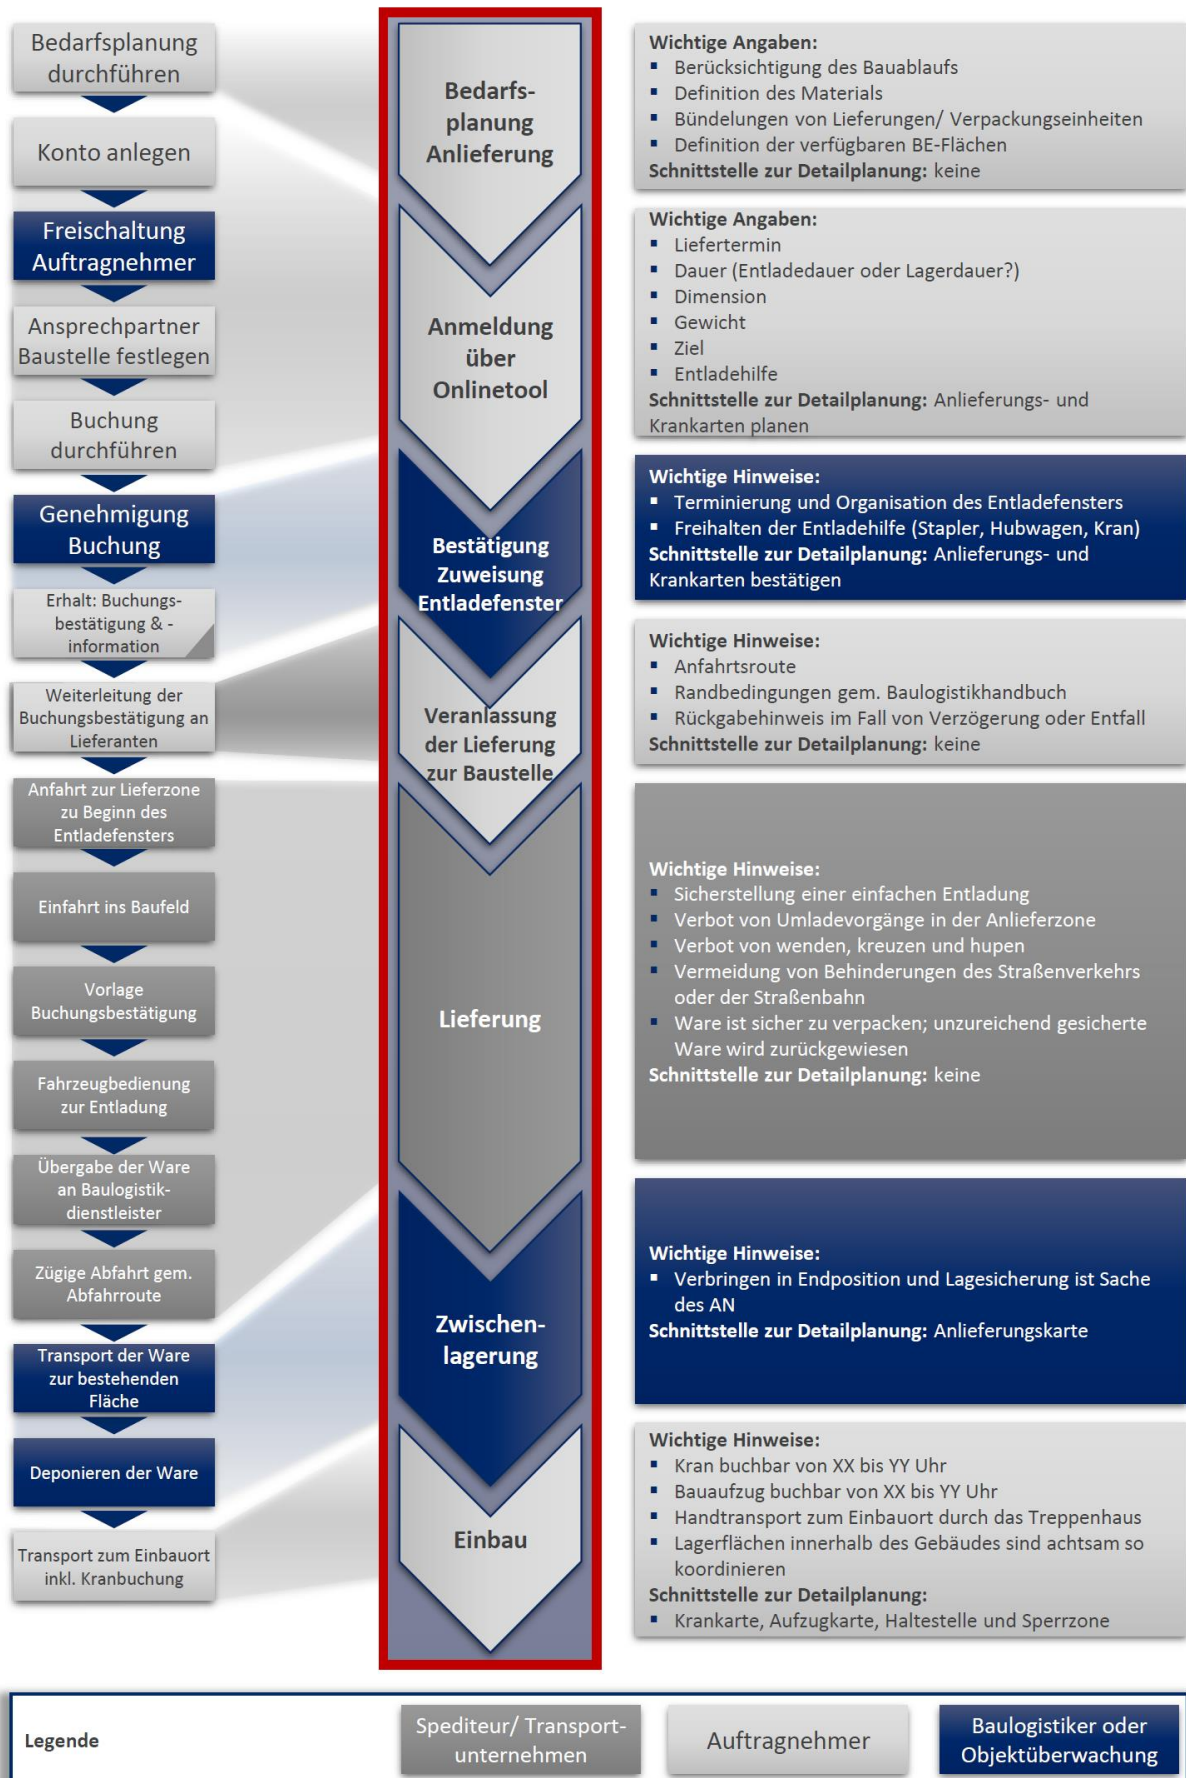 Bedarfsplanung
durchführen
Konto anlegen
Freischaltung
Auftragnehmer
Ansprechpartner
Baustelle festlegen
Buchung
durchführen
Genehmigung
Buchung
Erhalt: Buchungs-
bestätigung & -
information
Weiterleitung der
Buchungsbestätigung an
Lieferanten
Anfahrt zur Lieferzone
zu Beginn des
Entladefensters
Einfahrt ins Baufeld
Vorlage
Buchungsbestätigung
Fahrzeugbedienung
zur Entladung
Übergabe der Ware
an Baulogistik-
dienstleister
Zügige Abfahrt gem.
Abfahrroute
Transport der Ware
zur bestehenden
Fläche
Deponieren der Ware
Transport zum Einbauort
inkl. Kranbuchung
Bedarfs-
planung
Anlieferung
Anmeldung
über
Onlinetool
Bestätigung
Zuweisung
Entladefenster
Veranlassung
der Lieferung
zur Baustelle
Lieferung
Zwischen-
lagerung
Einbau
Wichtige Angaben:
▪ Berücksichtigung des Bauablaufs
▪ Definition des Materials
▪ Bündelungen von Lieferungen/ Verpackungseinheiten
▪ Definition der verfügbaren BE-Flächen
Schnittstelle zur Detailplanung: keine
Wichtige Angaben:
▪ Liefertermin
▪ Dauer (Entladedauer oder Lagerdauer?)
▪ Dimension
▪ Gewicht
▪ Ziel
▪ Entladehilfe
Schnittstelle zur Detailplanung: Anlieferungs- und
Krankarten planen
Wichtige Hinweise:
▪ Terminierung und Organisation des Entladefensters
▪ Freihalten der Entladehilfe (Stapler, Hubwagen, Kran)
Schnittstelle zur Detailplanung: Anlieferungs- und
Krankarten bestätigen
Wichtige Hinweise:
▪ Anfahrtsroute
▪ Randbedingungen gem. Baulogistikhandbuch
▪ Rückgabehinweis im Fall von Verzögerung oder Entfall
Schnittstelle zur Detailplanung: keine
Wichtige Hinweise:
▪ Sicherstellung einer einfachen Entladung
▪ Verbot von Umladevorgänge in der Anlieferzone
▪ Verbot von wenden, kreuzen und hupen
▪ Vermeidung von Behinderungen des Straßenverkehrs
oder der Straßenbahn
▪ Ware ist sicher zu verpacken; unzureichend gesicherte
Ware wird zurückgewiesen
Schnittstelle zur Detailplanung: keine
Wichtige Hinweise:
▪ Verbringen in Endposition und Lagesicherung ist Sache
des AN
Schnittstelle zur Detailplanung: Anlieferungskarte
Wichtige Hinweise:
▪ Kran buchbar von XX bis YY Uhr
▪ Bauaufzug buchbar von XX bis YY Uhr
▪ Handtransport zum Einbauort durch das Treppenhaus
▪ Lagerflächen innerhalb des Gebäudes sind achtsam so
koordinieren
Schnittstelle zur Detailplanung:
▪ Krankarte, Aufzugkarte, Haltestelle und Sperrzone
Legende
Spediteur/ Transport-
unternehmen
Auftragnehmer
Baulogistiker oder
Objektüberwachung